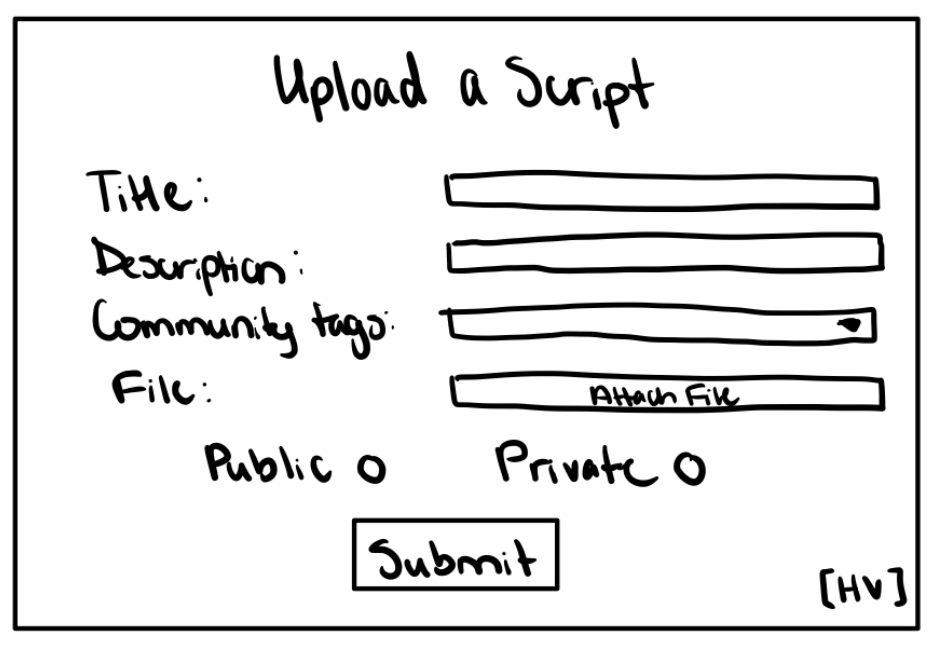 Upload a Script
Title:
Description:
Community tags:
File: Attach File
Public Private
Submit
[HV]